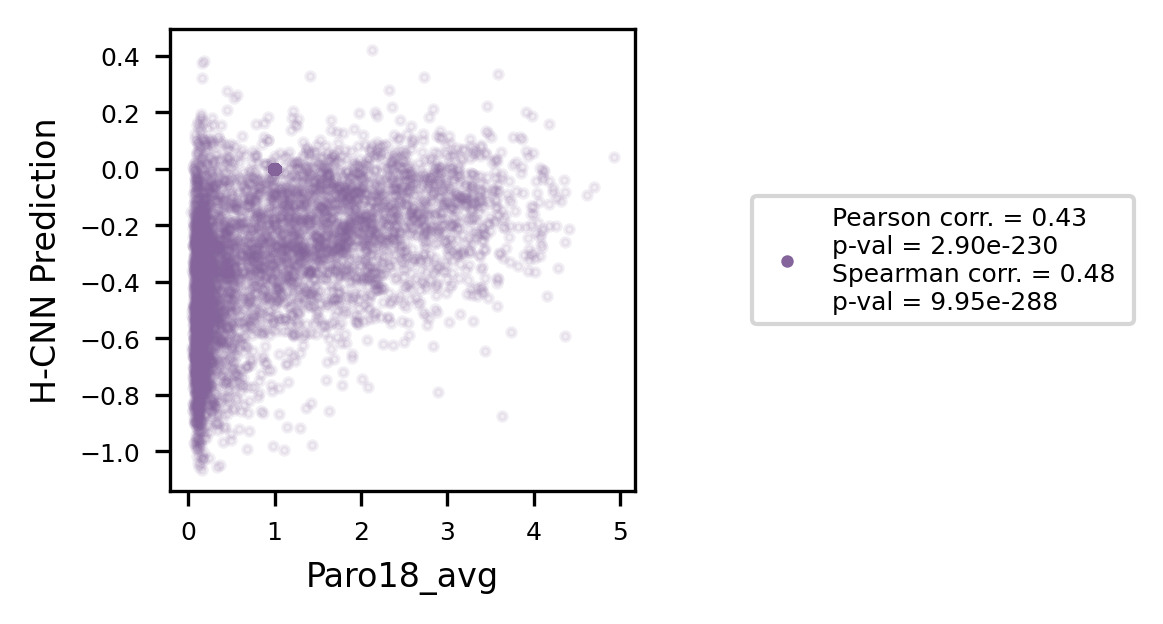 0.4
0.2
0.0
−0.2
−0.4
−0.6
−0.8
−1.0
H-CNN Prediction
0
1
2
3
4
5
Paro18_avg
Pearson corr. = 0.43
p-val = 2.90e-230
Spearman corr. = 0.48
p-val = 9.95e-288